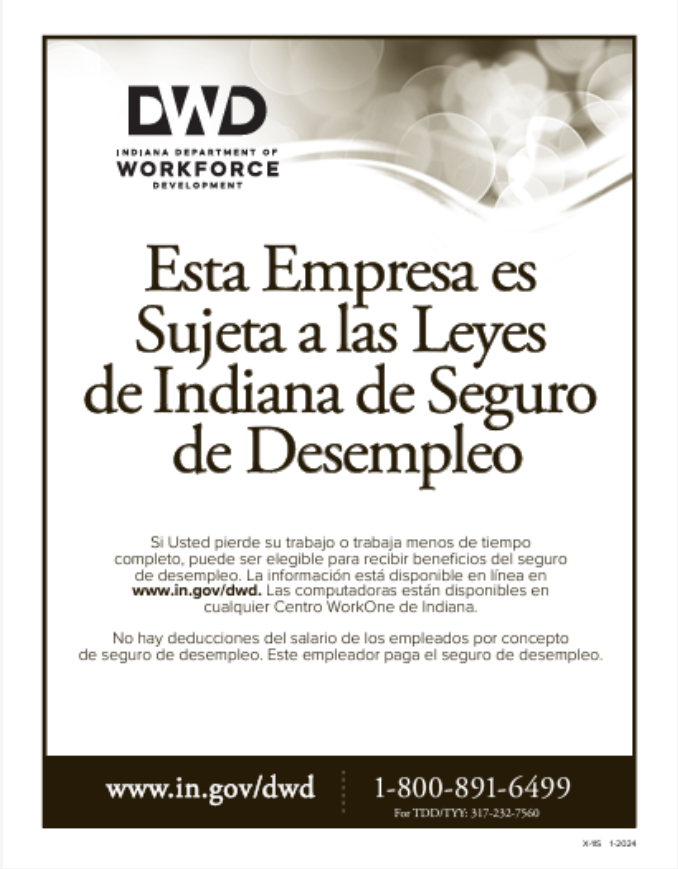 DWD
INDIANA DEPARTMENT OF
WORKFORCE
DEVELOPMENT
Esta Empresa es
Sujeta a las Leyes
de Indiana de Seguro
de Desempleo
Si Usted pierde su trabajo o trabaja menos de tiempo
completo, puede ser elegible para recibir beneficios del seguro
de desempleo. La información está disponible en línea en
www.in.gov/dwd. Las computadoras están disponibles en
cualquier Centro WorkOne de Indiana.
No hay deducciones del salario de los empleados por concepto
de seguro de desempleo. Este empleador paga el seguro de desempleo.
www.in.gov/dwd
1-800-891-6499
For TDD/TYY: 317-232-7560
X-115 1-2024